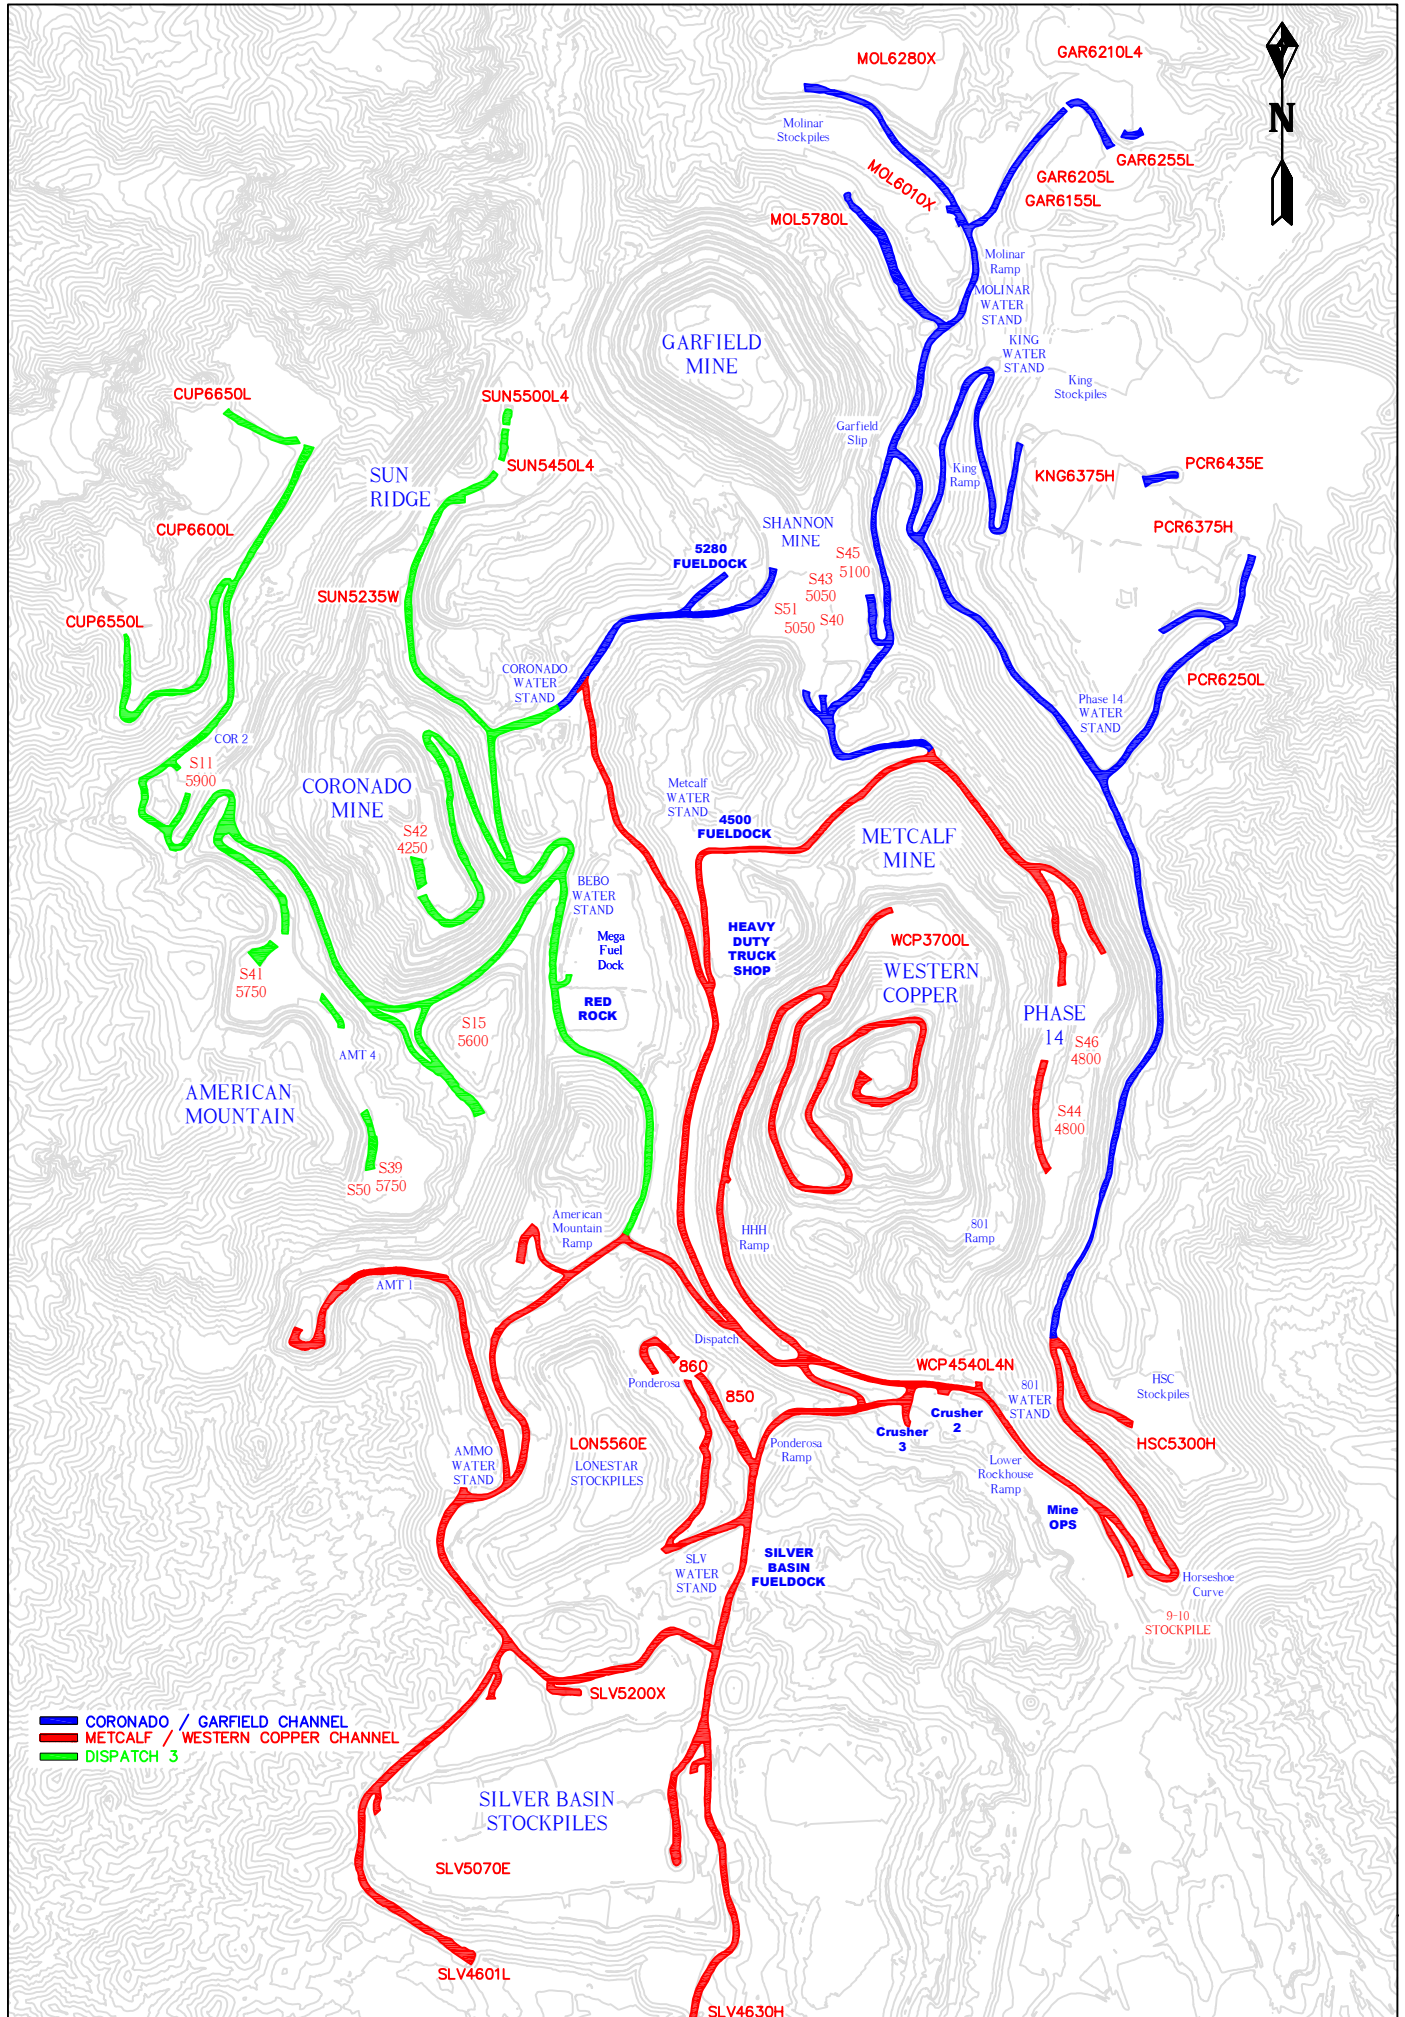 MOL6280X
GAR6210L4
N
Molinar
Stockpiles
GAR6255L
MOL6010X
GAR6205L
GAR6155L
MOL5780L
Molinar
Ramp
MOLINAR
WATER
STAND
GARFIELD
MINE
KING
WATER
STAND
King
Stockpiles
CUP6650L
SUN5500L4
Garfield
Slip
SUN5450L4
SUN
RIDGE
King
Ramp
KNG6375H
PCR6435E
CUP6600L
SHANNON
MINE
PCR6375H
5280
FUELDOCK
S45
5100
S43
5050
SUN5235W
S51
5050
S40
CUP6550L
CORONADO
WATER
STAND
PCR6250L
Phase 14
WATER
STAND
COR 2
S11
5900
CORONADO
MINE
Metcalf
WATER
STAND
4500
FUELDOCK
S42
4250
METCALF
MINE
BEBO
WATER
STAND
Mega
Fuel
Dock
HEAVY
DUTY
TRUCK
SHOP
WCP3700L
WESTERN
COPPER
S41
5750
RED
ROCK
PHASE
14
S15
5600
S46
4800
AMT 4
AMERICAN
MOUNTAIN
S44
4800
S39
S50 5750
American
Mountain
Ramp
HHH
Ramp
801
Ramp
AMT 1
Dispatch
860
Ponderosa
WCP4540L4N
850
801
WATER
STAND
HSC
Stockpiles
Crusher
2
Crusher
3
HSC5300H
LON5560E
LONESTAR
STOCKPILES
AMMO
WATER
STAND
Ponderosa
Ramp
Lower
Rockhouse
Ramp
Mine
OPS
SLV
WATER
STAND
SILVER
BASIN
FUELDOCK
Horseshoe
Curve
9-10
STOCKPILE
SLV5200X
CORONADO / GARFIELD CHANNEL
METCALF / WESTERN COPPER CHANNEL
DISPATCH 3
SILVER BASIN
STOCKPILES
SLV5070E
SLV4601L
SLV4630H